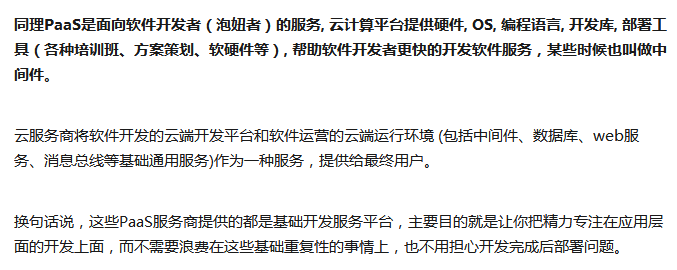 同理PaaS是面向软件开发者（泡妞者）的服务, 云计算平台提供硬件, OS, 编程语言, 开发库, 部署工
具（各种培训班、方案策划、软硬件等）, 帮助软件开发者更快的开发软件服务，某些时候也叫做中
间件。
云服务商将软件开发的云端开发平台和软件运营的云端运行环境 (包括中间件、数据库、web服
务、消息总线等基础通用服务)作为一种服务，提供给最终用户。
换句话说，这些PaaS服务商提供的都是基础开发服务平台，主要目的就是让你把精力专注在应用层
面的开发上面，而不需要浪费在这些基础重复性的事情上，也不用担心开发完成后部署问题。